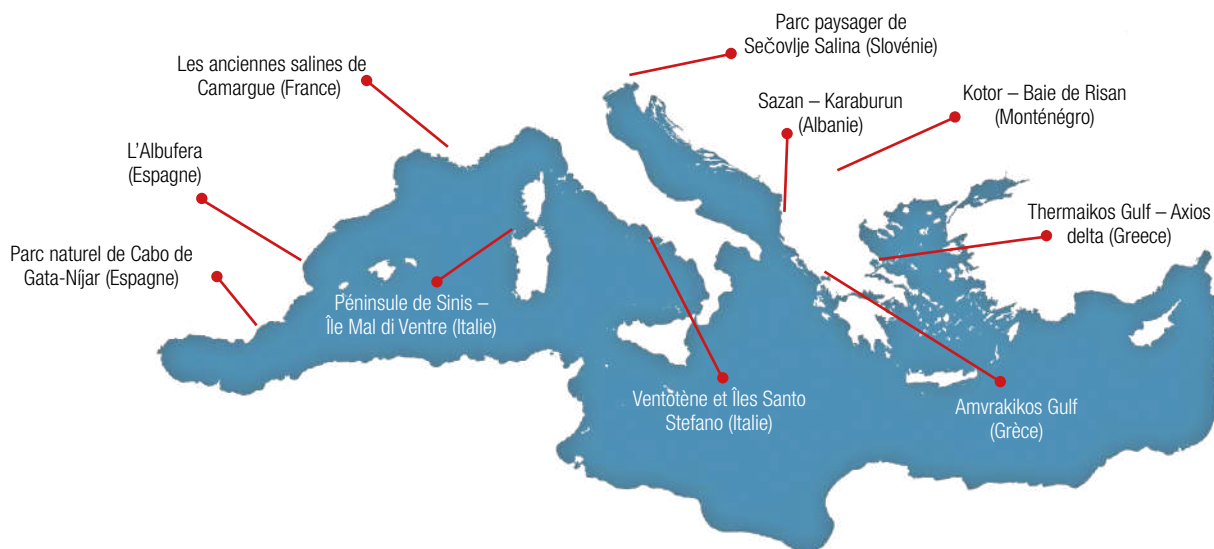 Parc paysager de
Sečovlje Salina (Slovénie)
Les anciennes salines de
Camargue (France)
Sazan – Karaburun
(Albanie)
Kotor – Baie de Risan
(Monténégro)
L'Albufera
(Espagne)
Thermaikos Gulf – Axios
delta (Greece)
Parc naturel de Cabo de
Gata-Níjar (Espagne)
Péninsule de Sinis –
Île Mal di Ventre (Italie)
Ventotène et Îles Santo
Stefano (Italie)
Amvrakikos Gulf
(Grèce)